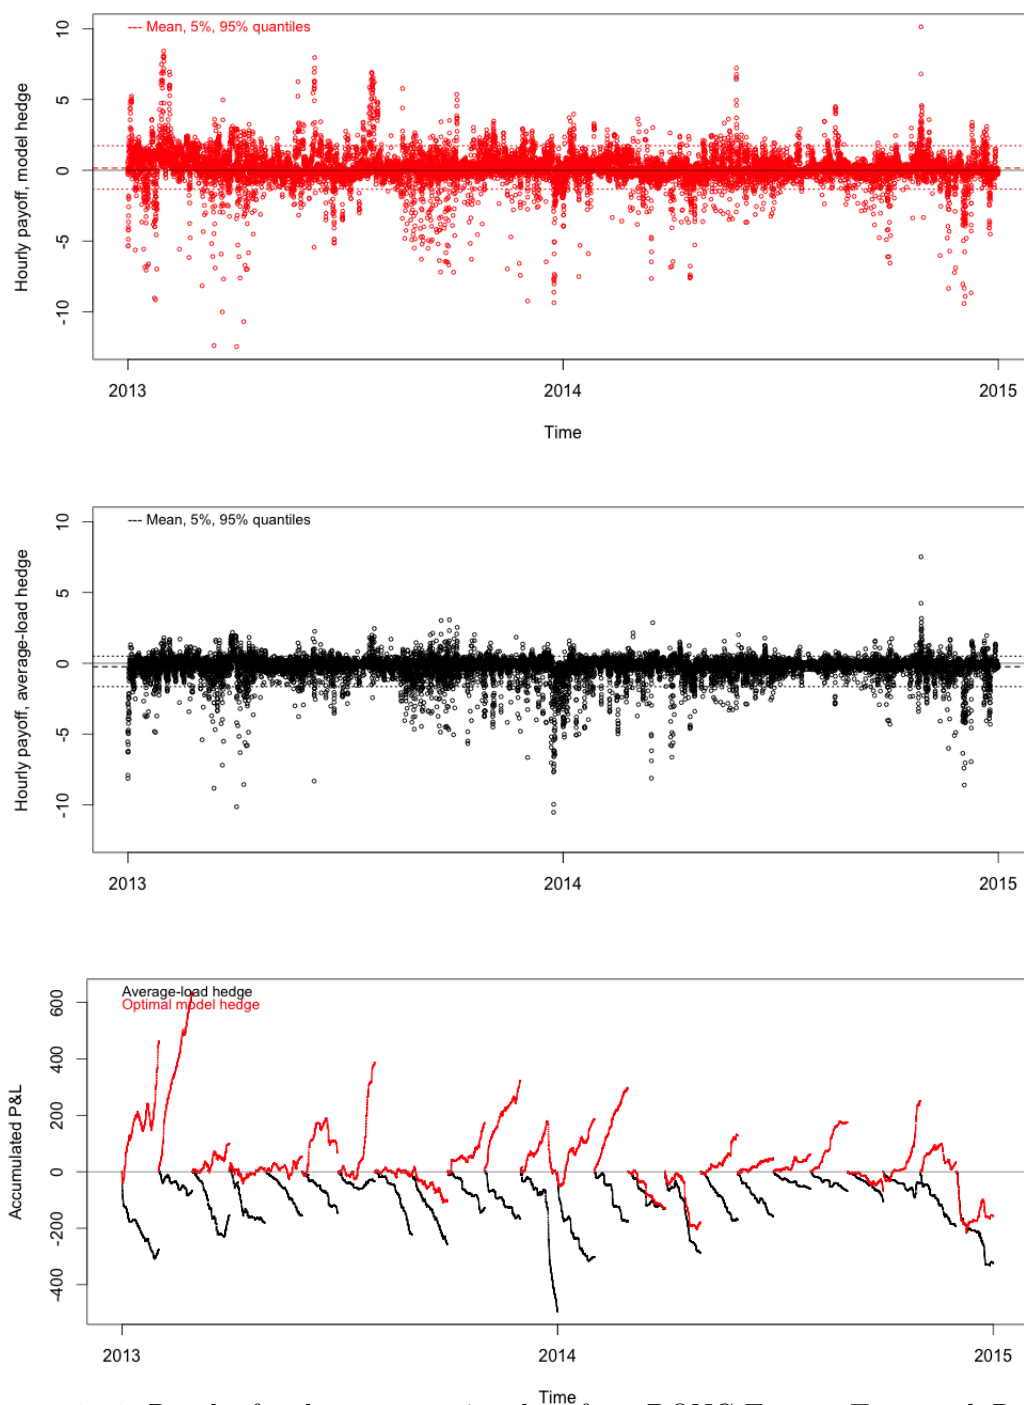 --- Mean, 5%, 95% quantiles
Hourly payoff, model hedge
10
5
0
-5
-10
2013
2014
2015
Time
--- Mean, 5%, 95% quantiles
Hourly payoff, average-load hedge
10
5
0
-5
-10
2013
2014
2015
Average-load hedge
Optimal model hedge
Accumulated P&L
600
400
200
0
-200
-400
2013
2014
2015
Time